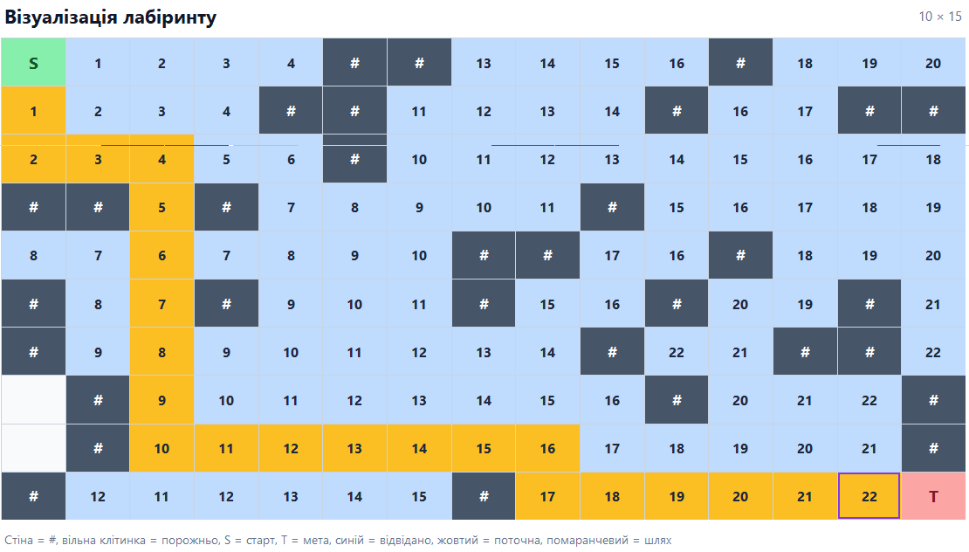 Візуалізація лабіринту 10 × 15
S 1 2 3 4 # # 13 14 15 16 # 18 19 20
1 2 3 4 # # 11 12 13 14 # 16 17 # #
2 3 4 5 6 # 10 11 12 13 14 15 16 17 18
# # 5 # 7 8 9 10 11 # 15 16 17 18 19
8 7 6 7 8 9 10 # # 17 16 # 18 19 20
# 8 7 # 9 10 11 # 15 16 # 20 19 # 21
# 9 8 9 10 11 12 13 14 # 22 21 # # 22
# 9 10 11 12 13 14 15 16 # 20 21 22 #
# 10 11 12 13 14 15 16 17 18 19 20 21 #
# 12 11 12 13 14 15 # 17 18 19 20 21 22 T
Стіна = #, вільна клітинка = порожньо, S = старт, T = мета, синій = відвідано, жовтий = поточна, помаранчевий = шлях